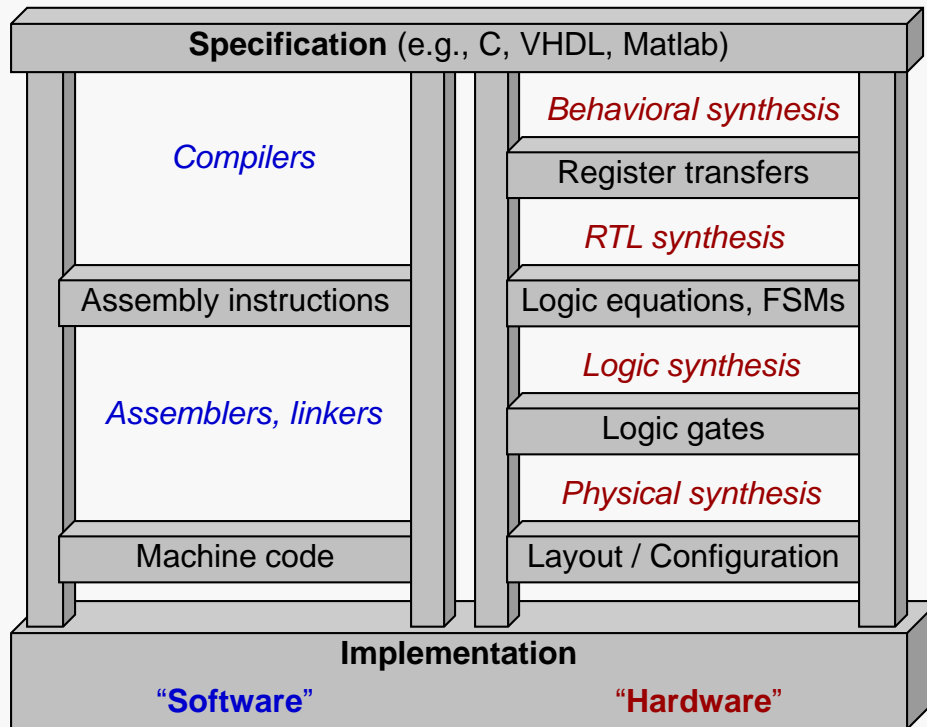 Specification (e.g., C, VHDL, Matlab)
Compilers
Assembly instructions
Assemblers, linkers
Machine code
Behavioral synthesis
Register transfers
RTL synthesis
Logic equations, FSMs
Logic synthesis
Logic gates
Physical synthesis
Layout / Configuration
Implementation
“Software”
“Hardware”